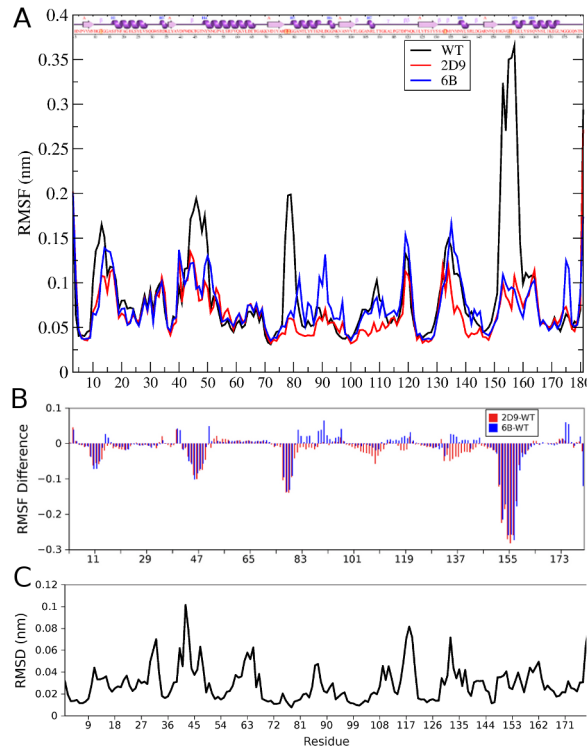 A
0.4
0.35
0.3
0.25
0.2
0.15
0.1
0.05
0
RMSF (nm)
WT
2D9
6B
10 20 30 40 50 60 70 80 90 100 110 120 130 140 150 160 170 180
B
0.1
0
−0.1
−0.2
−0.3
RMSF Difference
2D9-WT
6B-WT
11 29 47 65 83 101 119 137 155 173
C
0.12
0.1
0.08
0.06
0.04
0.02
0
RMSD (nm)
9 18 27 36 45 54 63 72 81 90 99 108 117 126 135 144 153 162 171
Residue